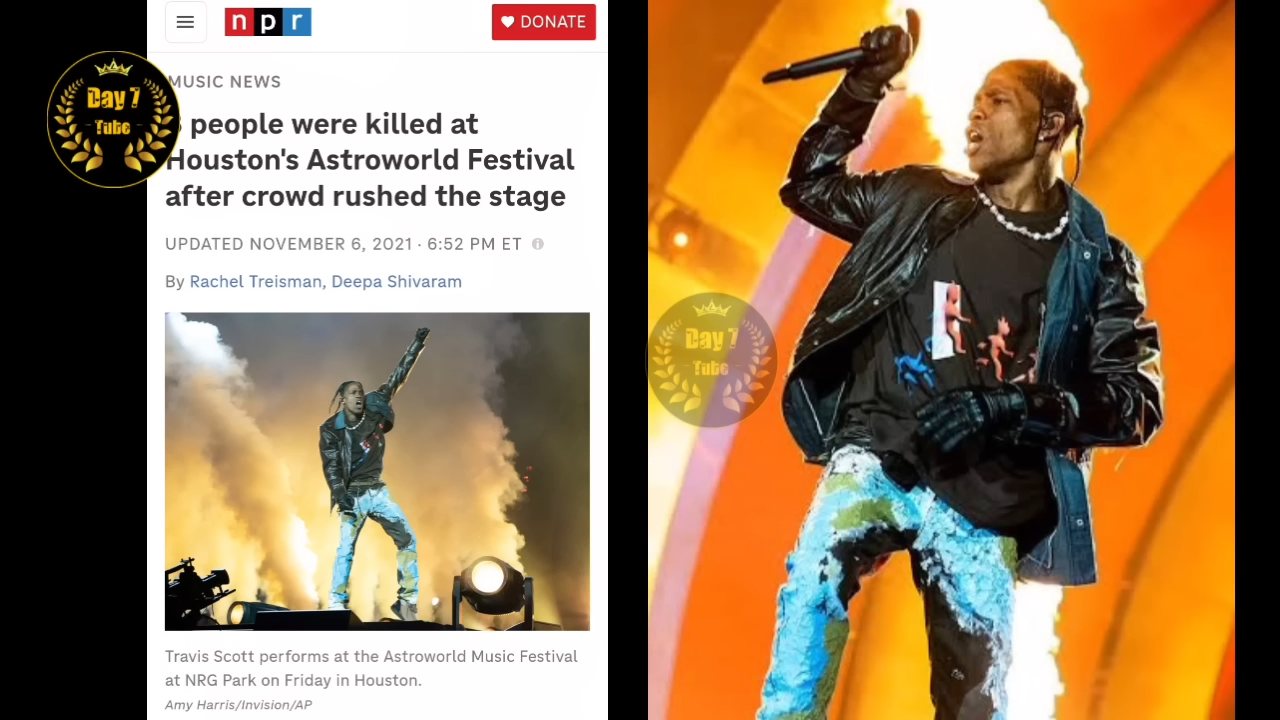 npr
DONATE
MUSIC NEWS
people were killed at
Houston's Astroworld Festival
after crowd rushed the stage
UPDATED NOVEMBER 6, 2021 · 6:52 PM ET
By Rachel Treisman, Deepa Shivaram
Travis Scott performs at the Astroworld Music Festival
at NRG Park on Friday in Houston.
Amy Harris/Invision/AP
Day 7
Tube
Day 7
Tube